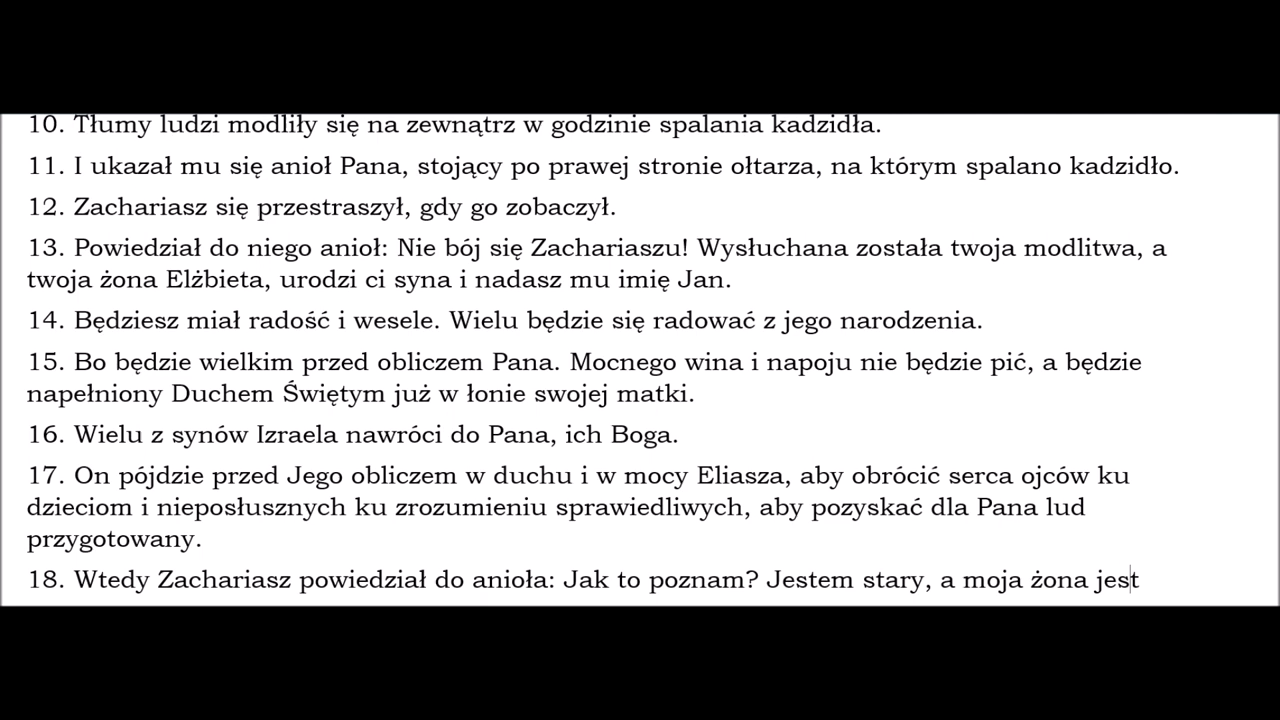 10. Tłumy ludzi modliły się na zewnątrz w godzinie spalania kadzidła.
11. I ukazał mu się anioł Pana, stojący po prawej stronie ołtarza, na którym spalano kadzidło.
12. Zachariasz się przestraszył, gdy go zobaczył.
13. Powiedział do niego anioł: Nie bój się Zachariaszu! Wysłuchana została twoja modlitwa, a
twoja żona Elżbieta, urodzi ci syna i nadasz mu imię Jan.
14. Będziesz miał radość i wesele. Wielu będzie się radować z jego narodzenia.
15. Bo będzie wielkim przed obliczem Pana. Mocnego wina i napoju nie będzie pić, a będzie
napełniony Duchem Świętym już w łonie swojej matki.
16. Wielu z synów Izraela nawróci do Pana, ich Boga.
17. On pójdzie przed Jego obliczem w duchu i w mocy Eliasza, aby obrócić serca ojców ku
dzieciom i nieposłusznych ku zrozumieniu sprawiedliwych, aby pozyskać dla Pana lud
przygotowany.
18. Wtedy Zachariasz powiedział do anioła: Jak to poznam? Jestem stary, a moja żona jest